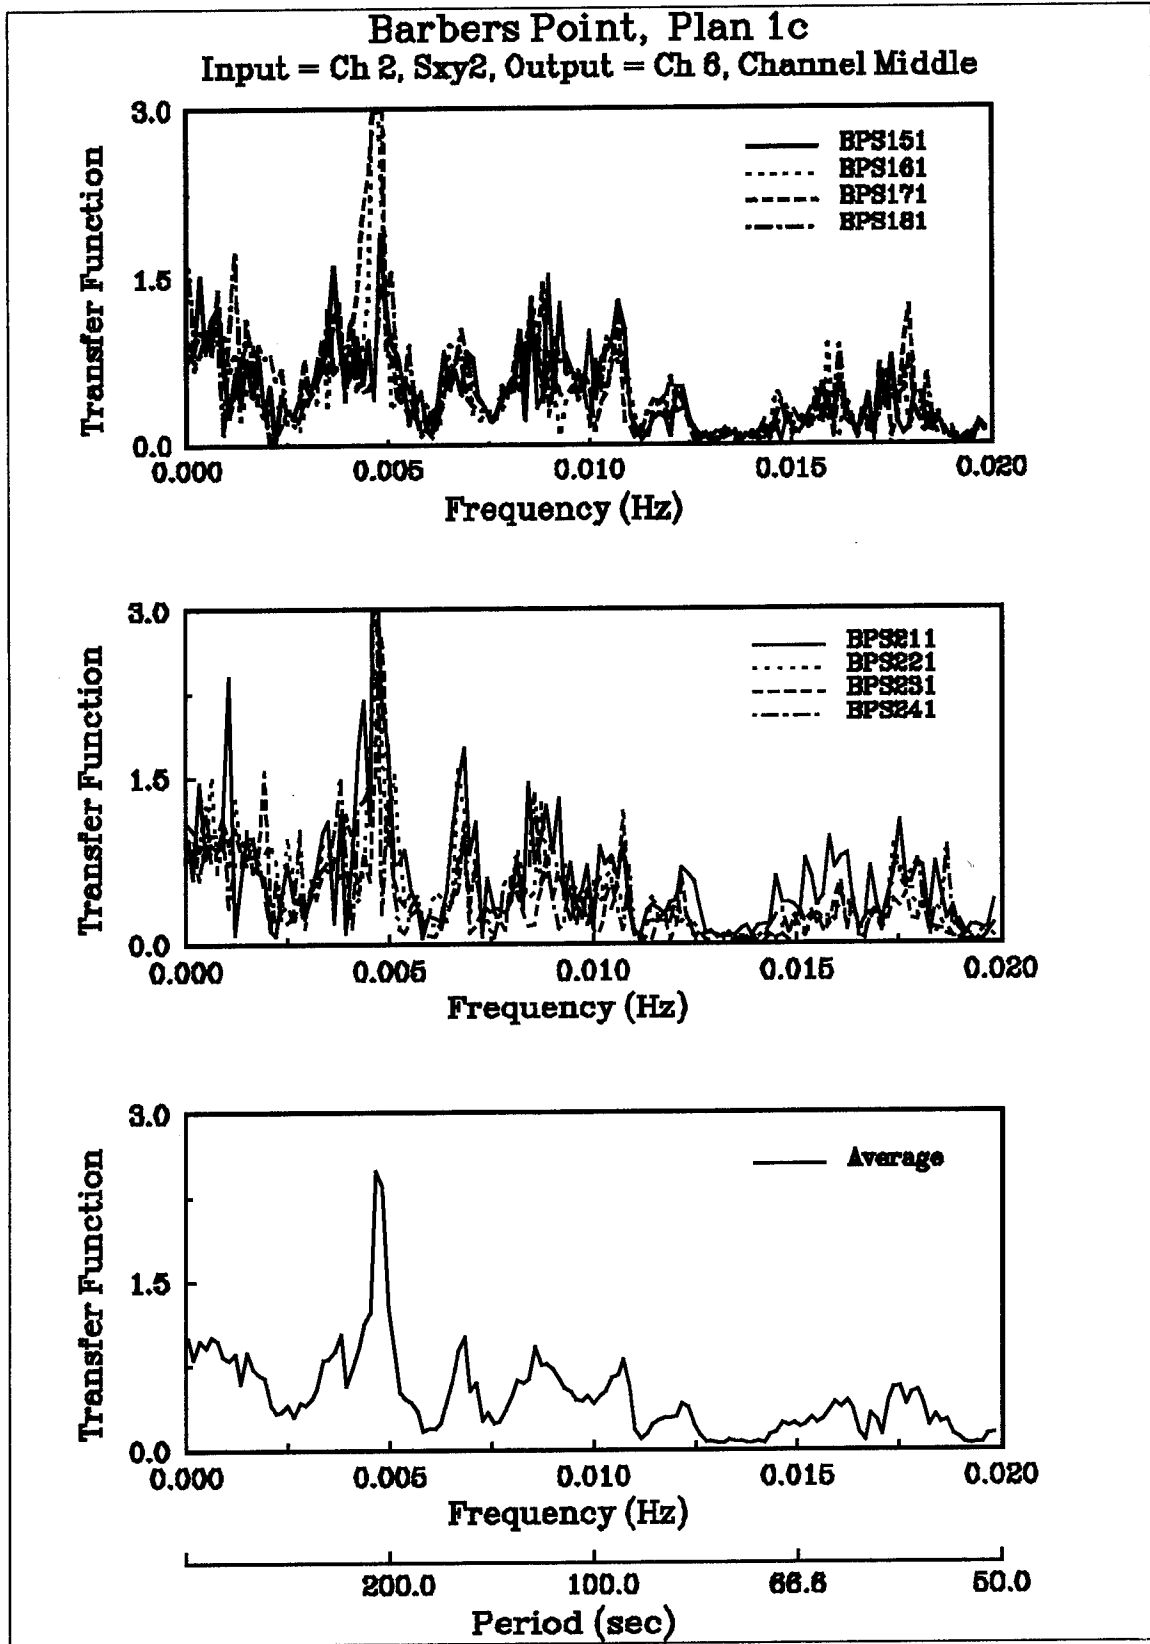 Barbers Point, Plan 1c
Input = Ch 2, Sxy2, Output = Ch 6, Channel Middle
3.0
1.5
0.0
Transfer Function
BPS151
BPS161
BPS171
BPS181
0.000 0.005 0.010 0.015 0.020
Frequency (Hz)
3.0
1.5
0.0
Transfer Function
BPS211
BPS221
BPS231
BPS241
0.000 0.005 0.010 0.015 0.020
Frequency (Hz)
3.0
1.5
0.0
Transfer Function
Average
0.000 0.005 0.010 0.015 0.020
Frequency (Hz)
200.0 100.0 66.6 50.0
Period (sec)